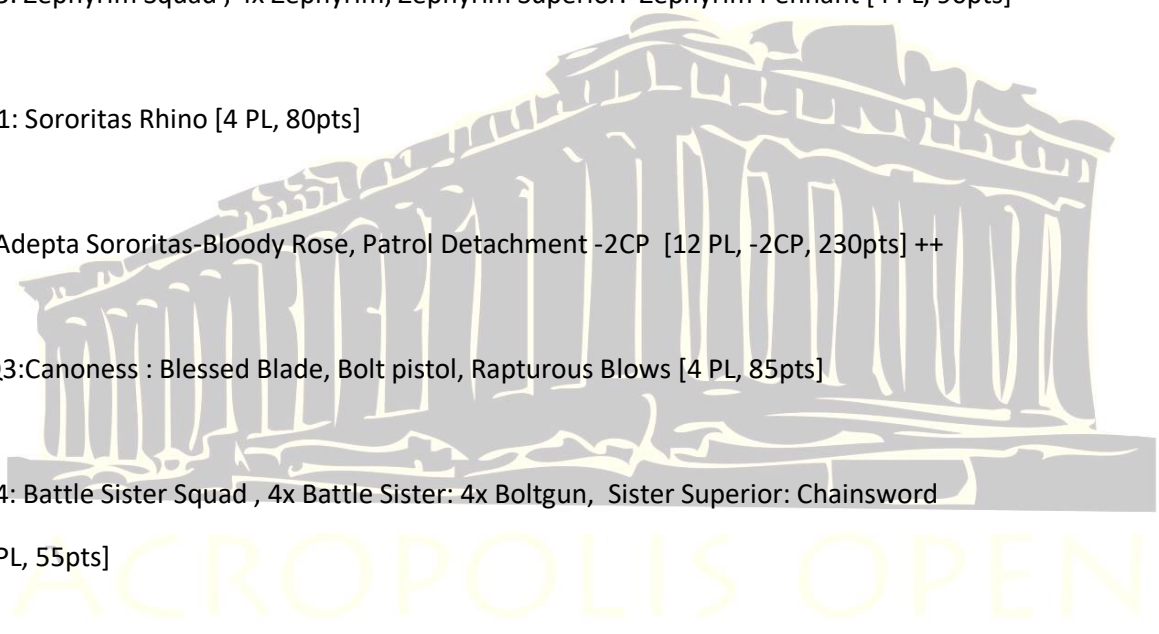 Zephyrim Squad , 4x Zephyrim, Zephyrim Superior: Zephyrim Pennant [4 PL, 90pts]
1: Sororitas Rhino [4 PL, 80pts]
Adepta Sororitas-Bloody Rose, Patrol Detachment -2CP [12 PL, -2CP, 230pts] ++
3:Canoness : Blessed Blade, Bolt pistol, Rapturous Blows [4 PL, 85pts]
4: Battle Sister Squad , 4x Battle Sister: 4x Boltgun, Sister Superior: Chainsword
PL, 55pts]
ACROPOLIS OPEN